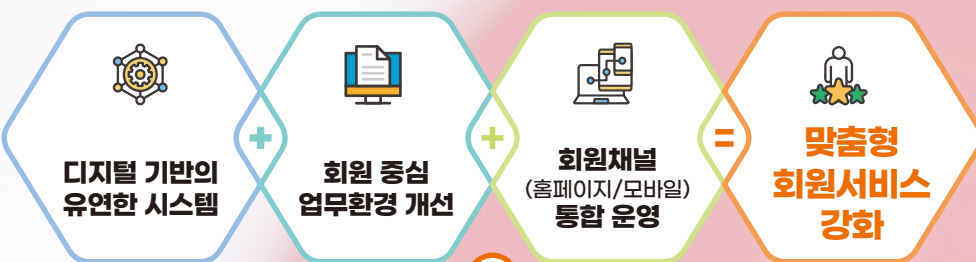 디지털 기반의
유연한 시스템
+
회원 중심
업무환경 개선
+
회원채널
(홈페이지/모바일)
통합 운영
=
맞춤형
회원서비스
강화